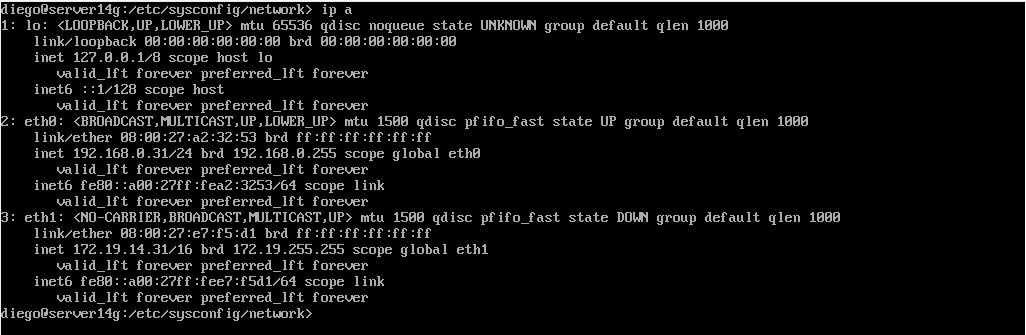 diego@server14g:/etc/sysconfig/network> ip a
1: lo: <LOOPBACK,UP,LOWER_UP> mtu 65536 qdisc noqueue state UNKNOWN group default qlen 1000
    link/loopback 00:00:00:00:00:00 brd 00:00:00:00:00:00
    inet 127.0.0.1/8 scope host lo
       valid_lft forever preferred_lft forever
    inet6 ::1/128 scope host
       valid_lft forever preferred_lft forever
2: eth0: <BROADCAST,MULTICAST,UP,LOWER_UP> mtu 1500 qdisc pfifo_fast state UP group default qlen 1000
    link/ether 08:00:27:a2:32:53 brd ff:ff:ff:ff:ff:ff
    inet 192.168.0.31/24 brd 192.168.0.255 scope global eth0
       valid_lft forever preferred_lft forever
    inet6 fe80::a00:27ff:fea2:3253/64 scope link
       valid_lft forever preferred_lft forever
3: eth1: <NO-CARRIER,BROADCAST,MULTICAST,UP> mtu 1500 qdisc pfifo_fast state DOWN group default qlen 1000
    link/ether 08:00:27:e7:f5:d1 brd ff:ff:ff:ff:ff:ff
    inet 172.19.14.31/16 brd 172.19.255.255 scope global eth1
       valid_lft forever preferred_lft forever
    inet6 fe80::a00:27ff:fee7:f5d1/64 scope link
       valid_lft forever preferred_lft forever
diego@server14g:/etc/sysconfig/network>